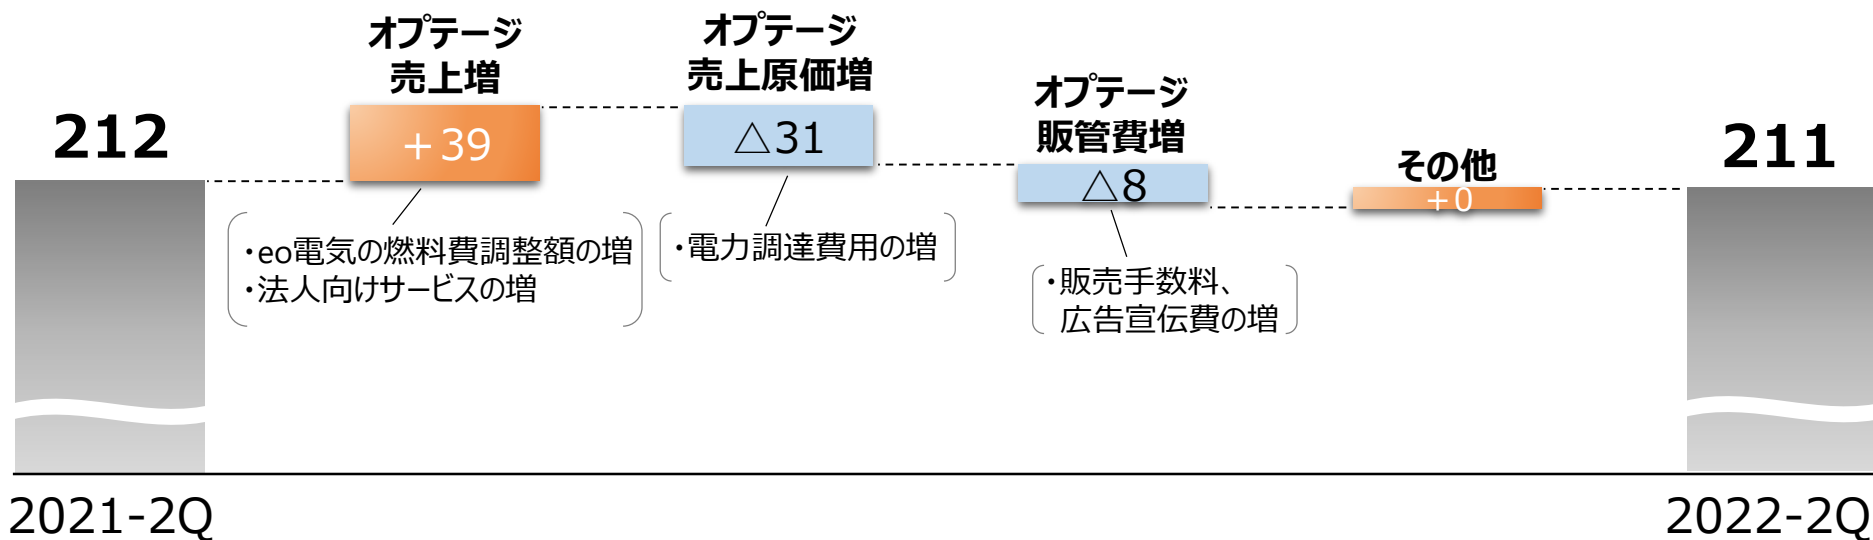 オプテージ
売上増
オプテージ
売上原価増
オプテージ
販管費増
その他
212
+39
△31
△8
+0
211
・eo電気の燃料費調整額の増
・法人向けサービスの増
・電力調達費用の増
・販売手数料、
広告宣伝費の増
2021-2Q
2022-2Q